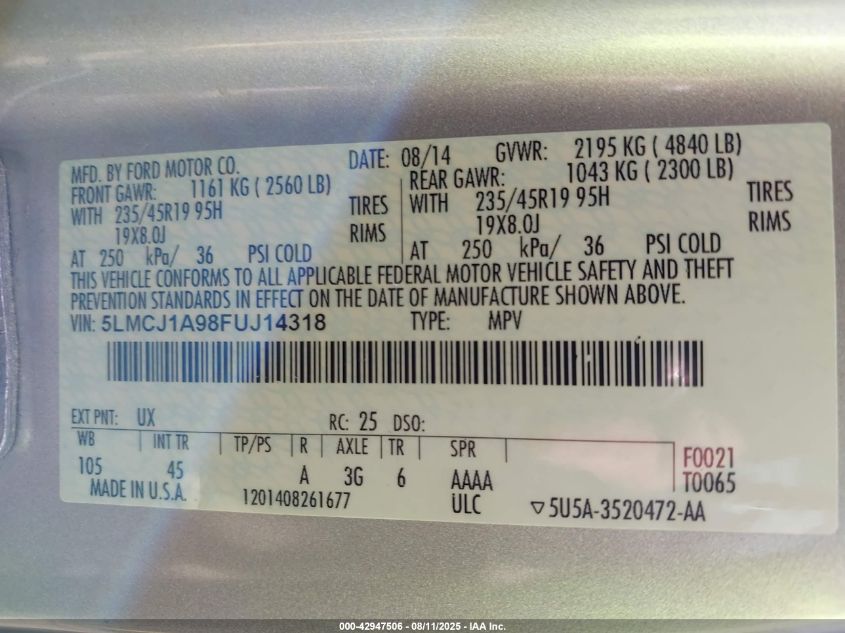 MFD. BY FORD MOTOR CO. DATE: 08/14 GVWR: 2195 KG ( 4840 LB)
FRONT GAWR: 1161 KG ( 2560 LB) REAR GAWR: 1043 KG ( 2300 LB)
WITH 235/45R19 95H TIRES WITH 235/45R19 95H TIRES
19X8.0J RIMS 19X8.0J RIMS
AT 250 kPa/ 36 PSI COLD AT 250 kPa/ 36 PSI COLD
THIS VEHICLE CONFORMS TO ALL APPLICABLE FEDERAL MOTOR VEHICLE SAFETY AND THEFT
PREVENTION STANDARDS IN EFFECT ON THE DATE OF MANUFACTURE SHOWN ABOVE.
VIN: 5LMCJ1A98FUJ14318 TYPE: MPV
EXT PNT: UX RC: 25 DSO:
WB INT TR TP/PS R AXLE TR SPR F0021
105 45 A 3G 6 AAAA T0065
MADE IN U.S.A. 1201408261677 ULC ▽5U5A-3520472-AA
000-42947506 - 08/11/2025 - IAA Inc.